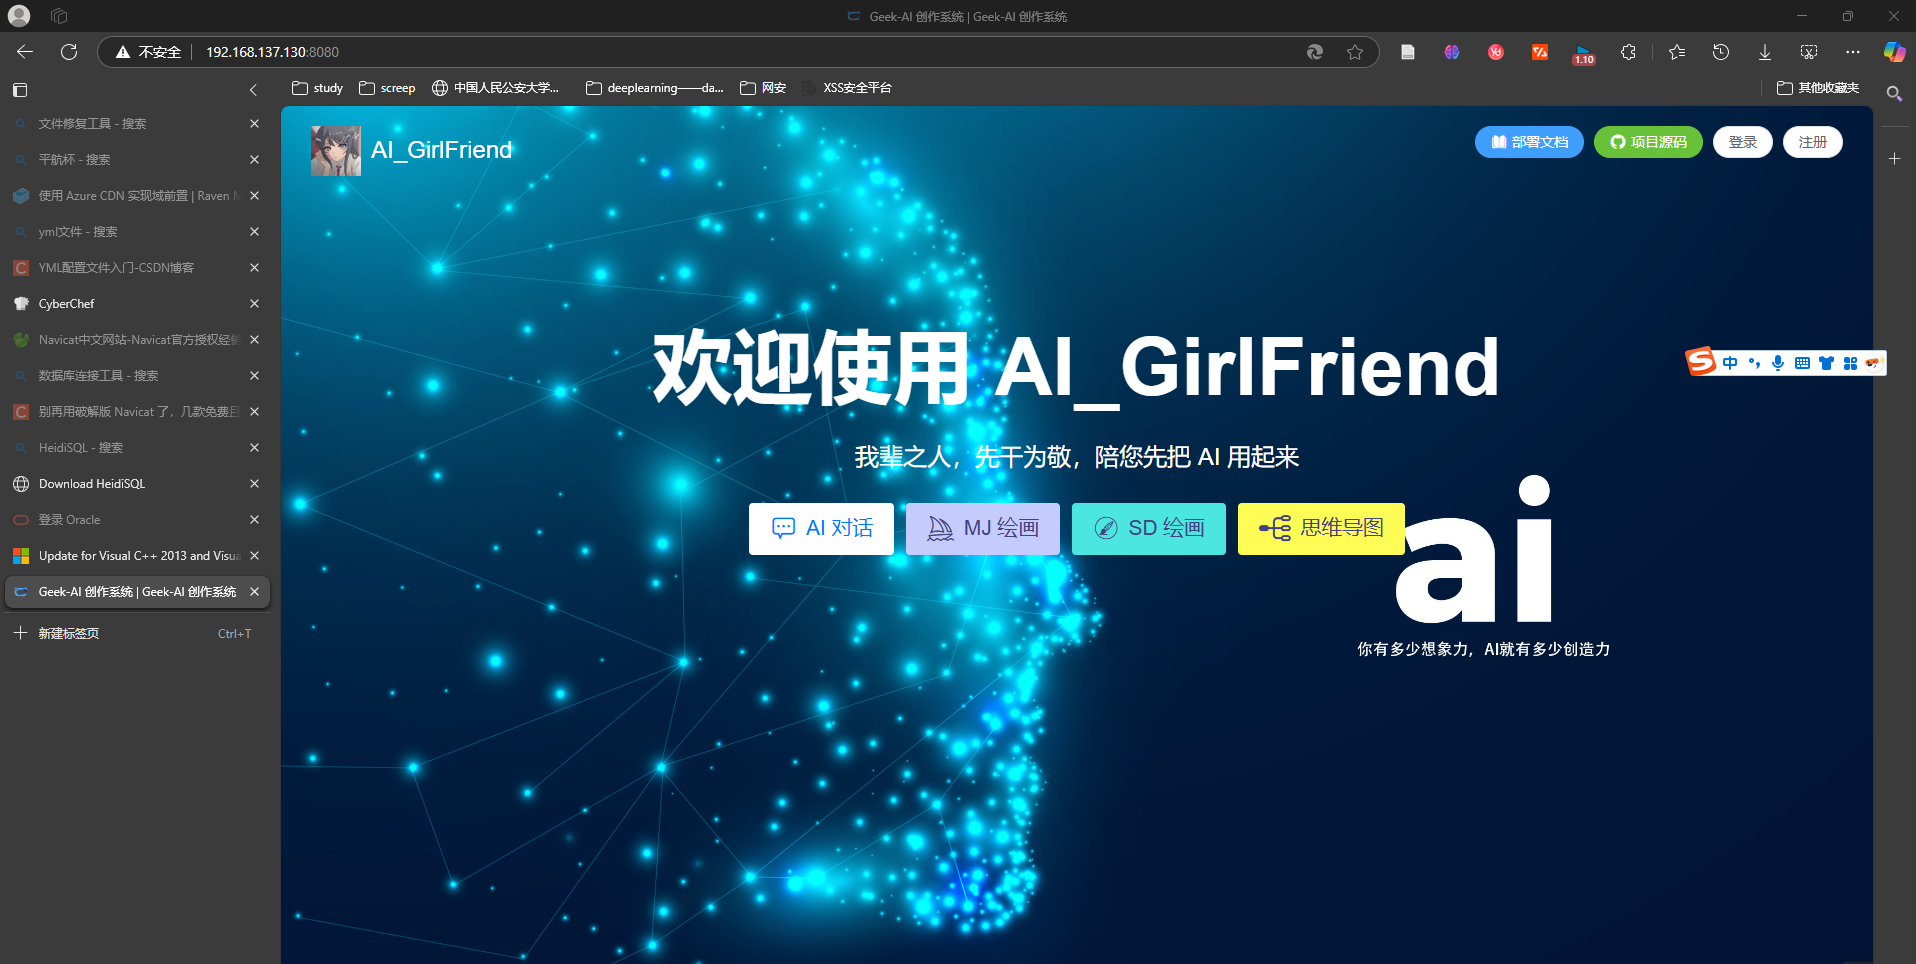 Geek-AI 创作系统 | Geek-AI 创作系统
不安全
192.168.137.130:8080
1.10
study
screep
中国人民公安大学...
deeplearning——da...
网安
XSS安全平台
其他收藏夹
文件修复工具 - 搜索
平航杯 - 搜索
使用 Azure CDN 实现域前置 | Raven M
yml文件 - 搜索
YML配置文件入门-CSDN博客
CyberChef
Navicat中文网站-Navicat官方授权经销
数据库连接工具 - 搜索
别再用破解版 Navicat 了，几款免费且
HeidiSQL - 搜索
Download HeidiSQL
登录 Oracle
Update for Visual C++ 2013 and Visua
Geek-AI 创作系统 | Geek-AI 创作系统
新建标签页
Ctrl+T
AI_GirlFriend
部署文档
项目源码
登录
注册
欢迎使用 AI_GirlFriend
中
我辈之人，先干为敬，陪您先把 AI 用起来
AI 对话
MJ 绘画
SD 绘画
思维导图
ai
你有多少想象力，AI就有多少创造力